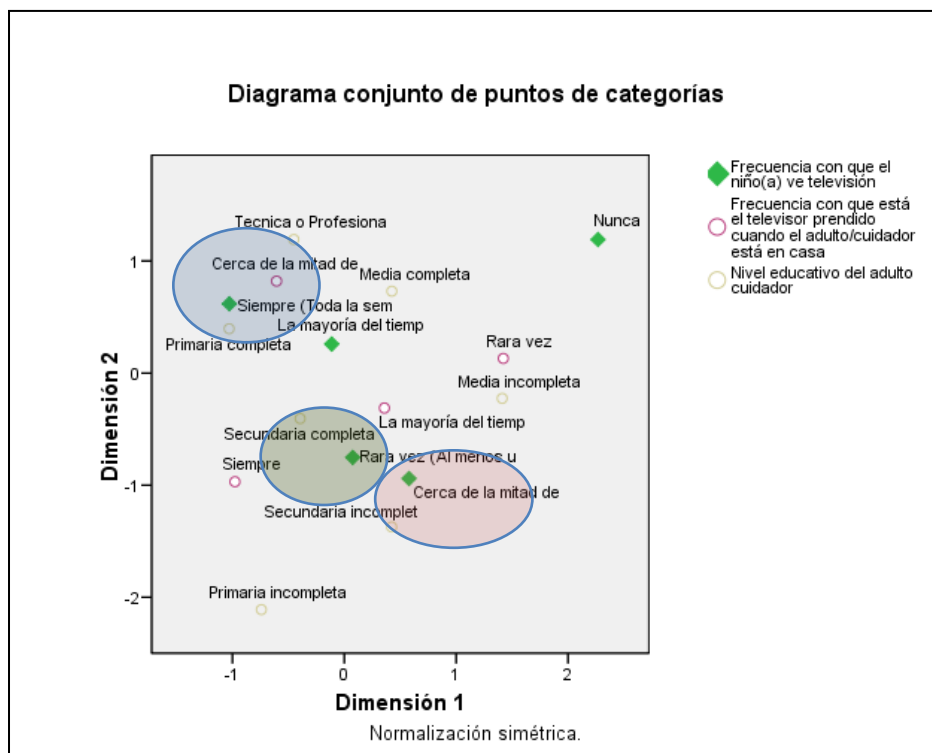 Diagrama conjunto de puntos de categorías
Frecuencia con que el
niño(a) ve televisión
Frecuencia con que está
el televisor prendido
cuando el adulto/cuidador
está en casa
Nivel educativo del adulto
cuidador
Tecnica o Profesiona
Nunca
Cerca de la mitad de
Media completa
Siempre (Toda la sem
La mayoría del tiemp
Primaria completa
Rara vez
Media incompleta
La mayoría del tiemp
Secundaria completa
Rara vez (Al menos u
Siempre
Cerca de la mitad de
Secundaria incomplet
Primaria incompleta
Dimensión 2
1
0
-1
-2
-1
0
1
2
Dimensión 1
Normalización simétrica.